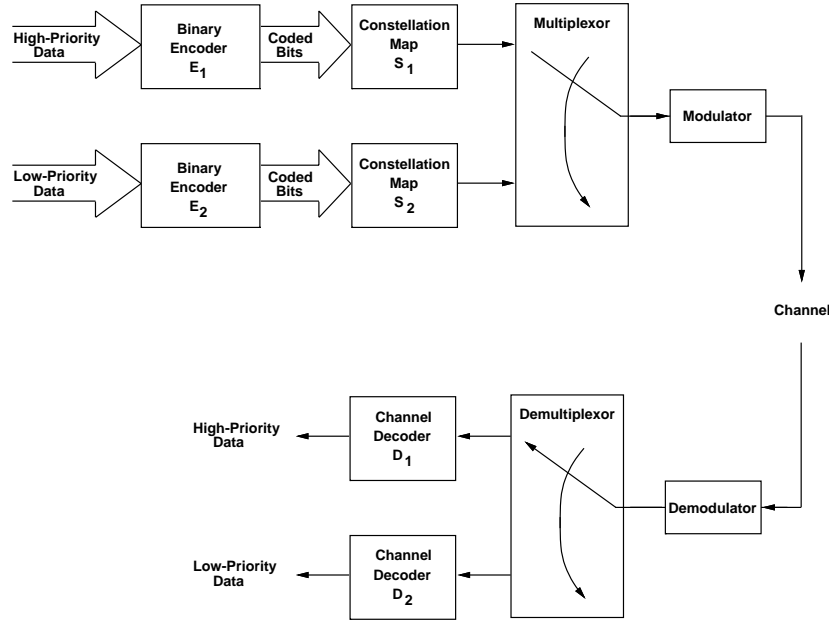 High-Priority
Data
Binary
Encoder
E1
Coded
Bits
Constellation
Map
S1
Multiplexor
Modulator
Low-Priority
Data
Binary
Encoder
E2
Coded
Bits
Constellation
Map
S2
Channel
High-Priority
Data
Channel
Decoder
D1
Demultiplexor
Demodulator
Low-Priority
Data
Channel
Decoder
D2